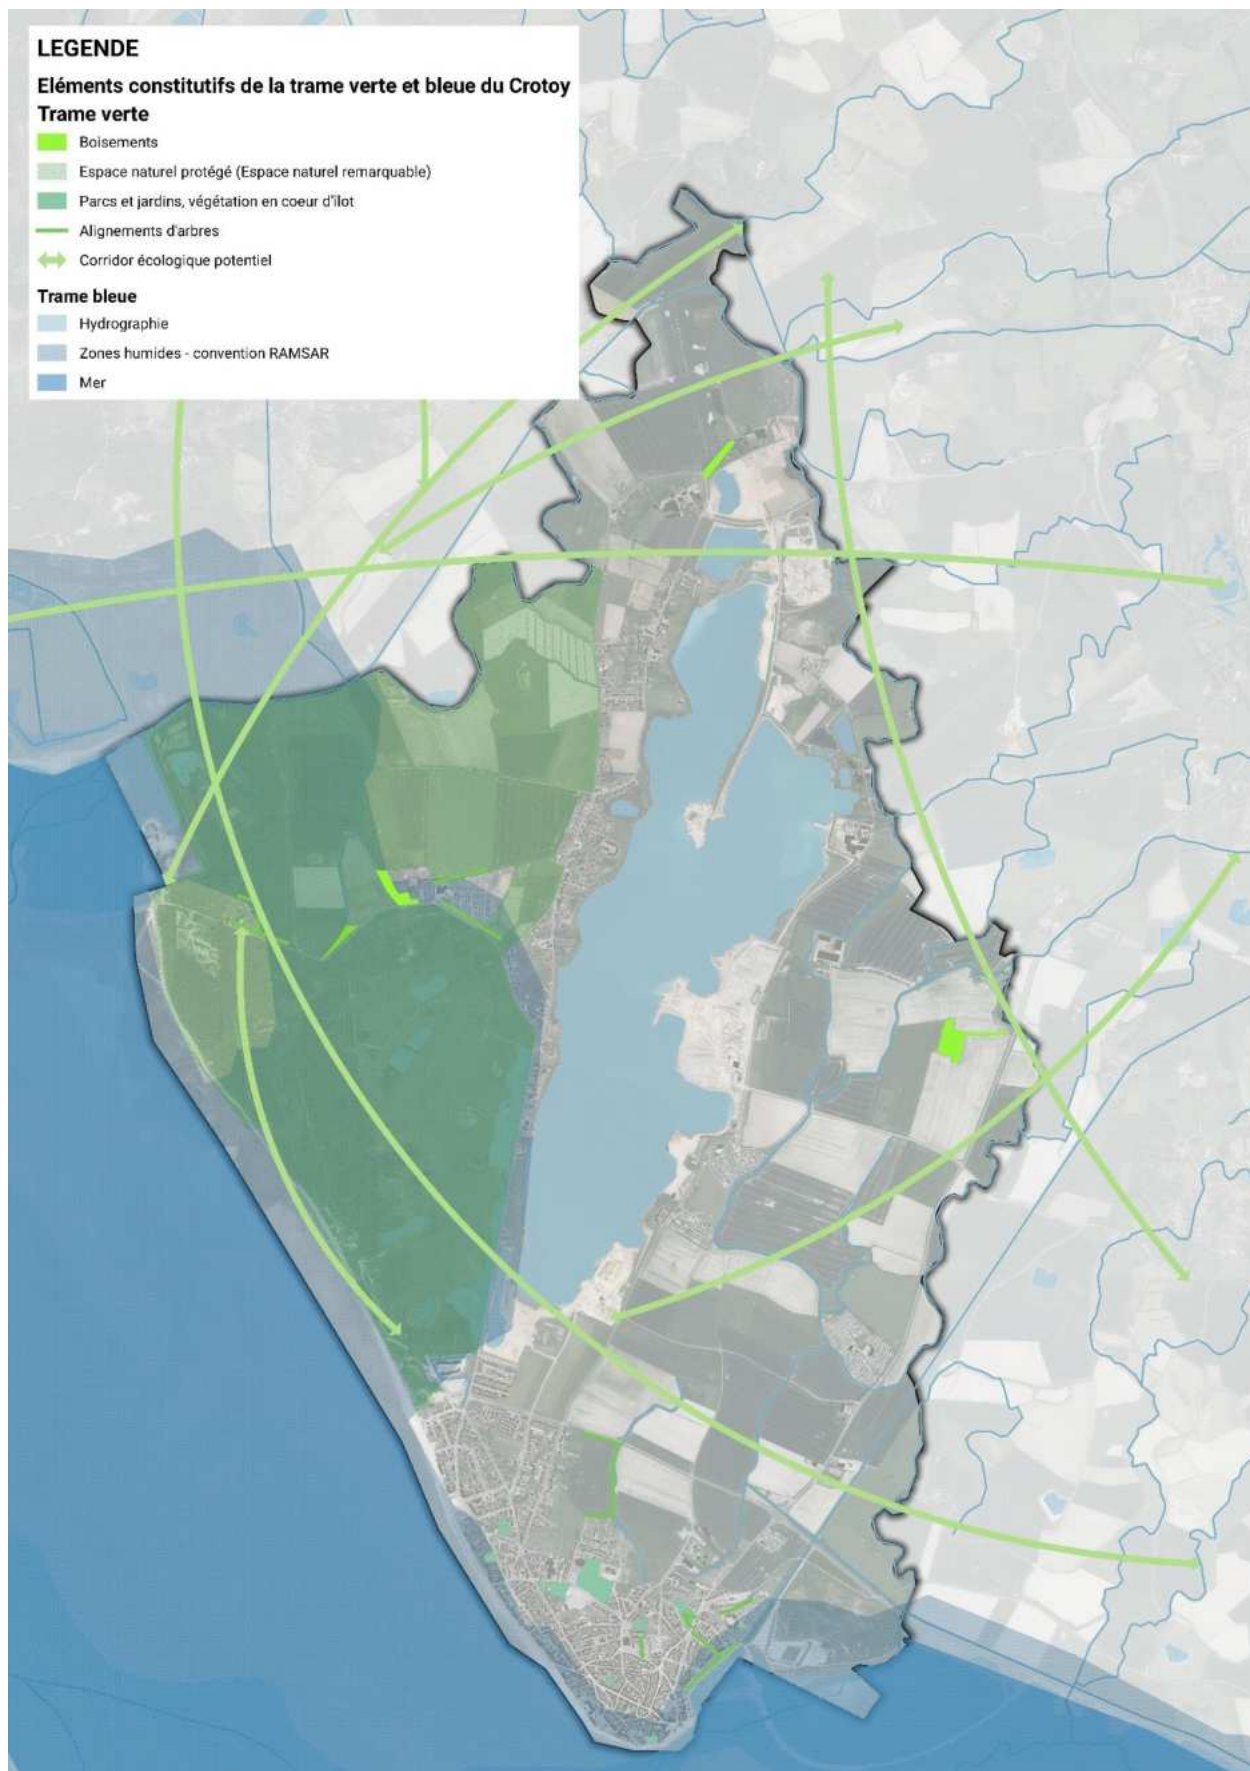 LEGENDE
Eléments constitutifs de la trame verte et bleue du Crotoy
Trame verte
Boisements
Espace naturel protégé (Espace naturel remarquable)
Parcs et jardins, végétation en coeur d'îlot
Alignements d'arbres
Corridor écologique potentiel
Trame bleue
Hydrographie
Zones humides - convention RAMSAR
Mer